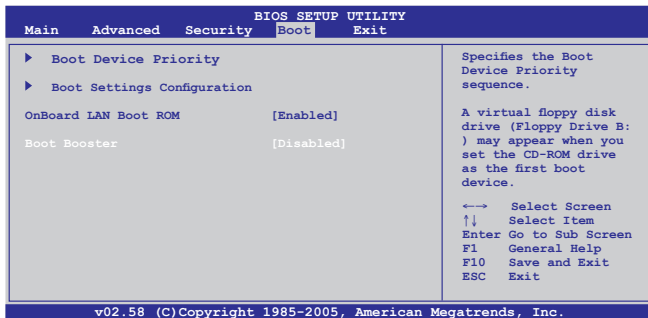 BIOS SETUP UTILITY
Main Advanced Security Boot Exit
Boot Device Priority
Boot Settings Configuration
OnBoard LAN Boot ROM [Enabled]
Boot Booster [Disabled]
Specifies the Boot
Device Priority
sequence.
A virtual floppy disk
drive (Floppy Drive B:
) may appear when you
set the CD-ROM drive
as the first boot
device.
←→ Select Screen
↑↓ Select Item
Enter Go to Sub Screen
F1 General Help
F10 Save and Exit
ESC Exit
v02.58 (C)Copyright 1985-2005, American Megatrends, Inc.